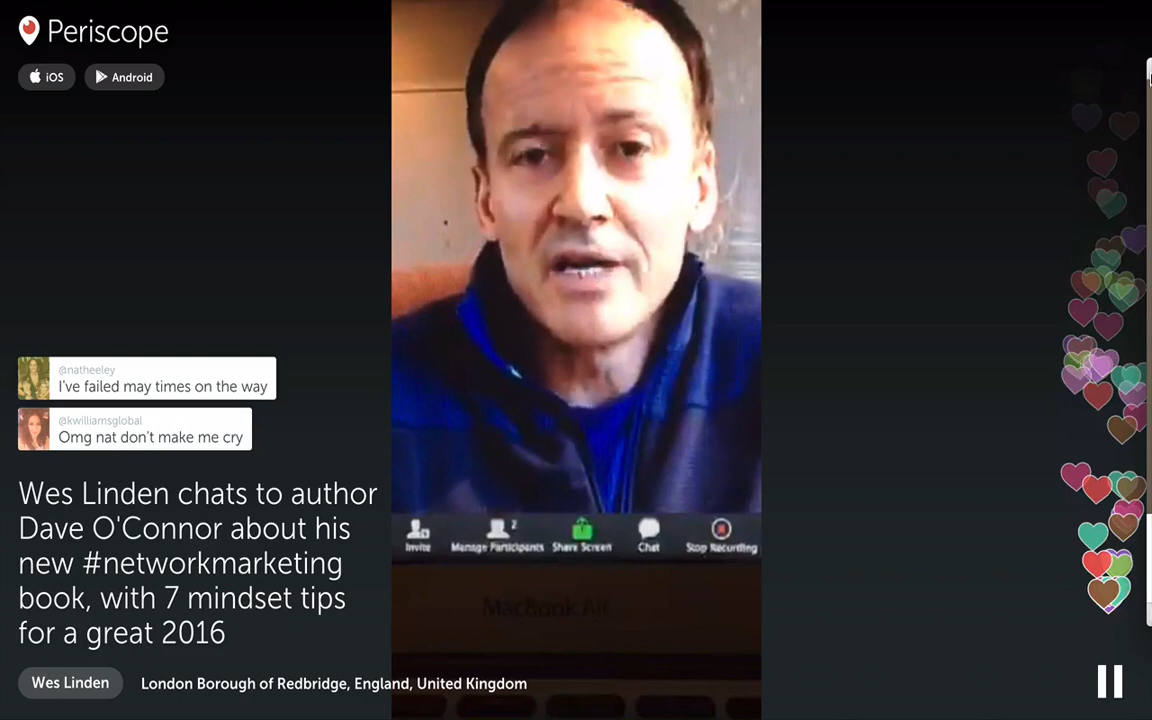 Periscope
iOS
Android
@natheeley
I've failed may times on the way
@kwilliamsglobal
Omg nat don't make me cry
Wes Linden chats to author
Dave O'Connor about his
new #networkmarketing
book, with 7 mindset tips
for a great 2016
Wes Linden
London Borough of Redbridge, England, United Kingdom
2
Invite
Manage Participants
Share Screen
Chat
Stop Recording
MacBook Air